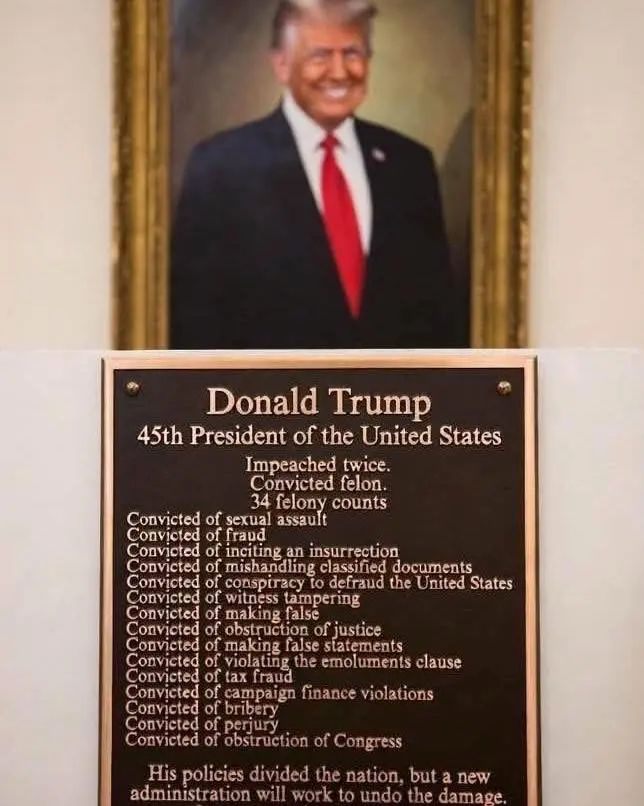 Donald Trump
45th President of the United States
Impeached twice.
Convicted felon.
34 felony counts
Convicted of sexual assault
Convicted of fraud
Convicted of inciting an insurrection
Convicted of mishandling classified documents
Convicted of conspiracy to defraud the United States
Convicted of witness tampering
Convicted of making false
Convicted of obstruction of justice
Convicted of making false statements
Convicted of violating the emoluments clause
Convicted of tax fraud
Convicted of campaign finance violations
Convicted of bribery
Convicted of perjury
Convicted of obstruction of Congress
His policies divided the nation, but a new
administration will work to undo the damage.